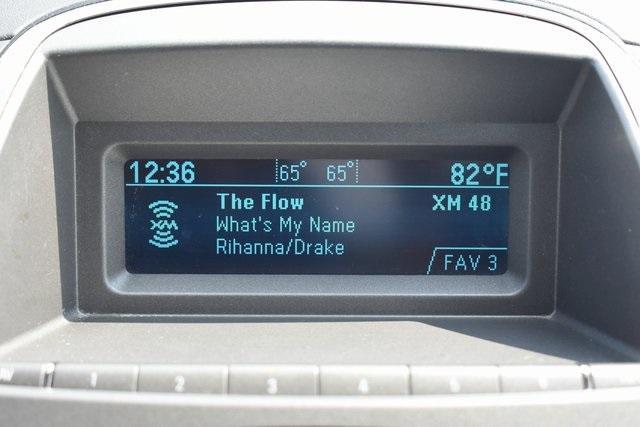 12:36 65° 65° 82°F
The Flow XM 48
XM What's My Name
Rihanna/Drake
FAV 3
1 2 3 4 5 6